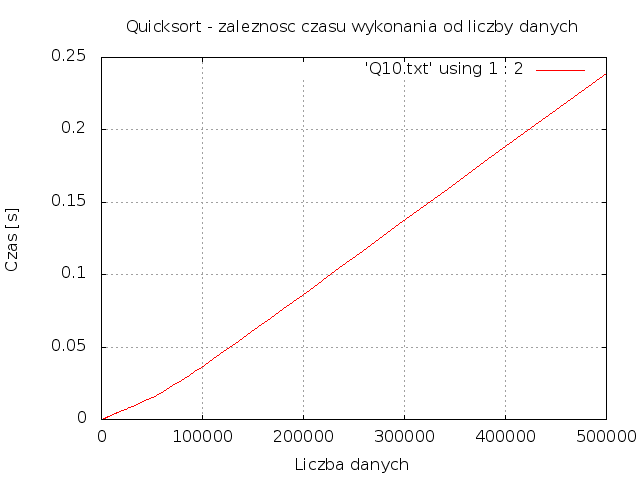 Quicksort - zaleznosc czasu wykonania od liczby danych
'Q10.txt' using 1 : 2
0.25
0.2
0.15
0.1
0.05
0
Czas [s]
0 100000 200000 300000 400000 500000
Liczba danych